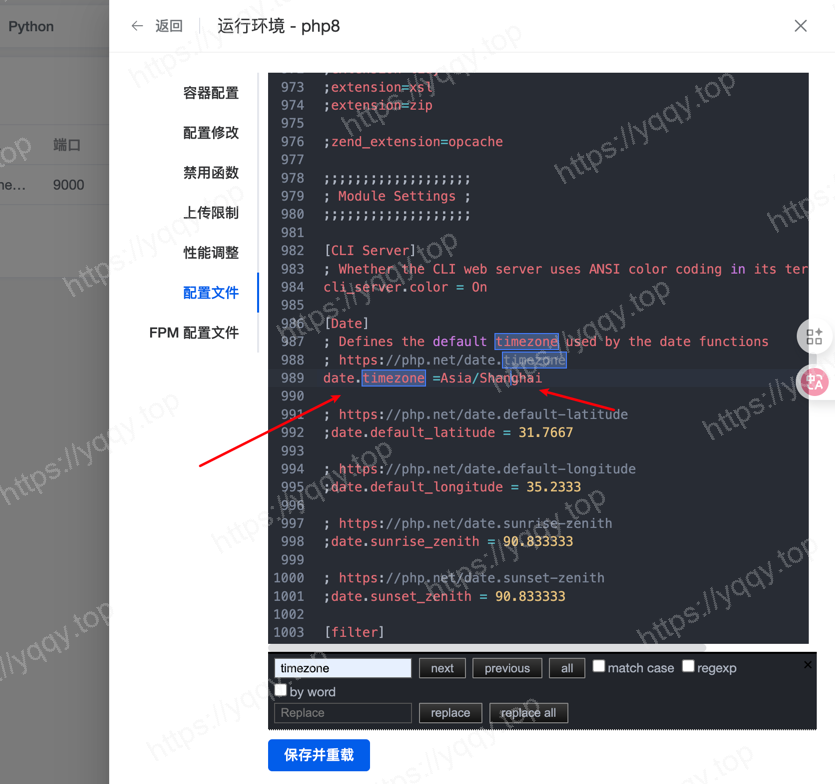 Python
← 返回 运行环境 - php8
端口
ne... 9000
容器配置
配置修改
禁用函数
上传限制
性能调整
配置文件
FPM 配置文件
973 ;extension=xsl
974 ;extension=zip
975
976 ;zend_extension=opcache
977
978 ;;;;;;;;;;;;;;;;;;;
979 ; Module Settings ;
980 ;;;;;;;;;;;;;;;;;;;
981
982 [CLI Server]
983 ; Whether the CLI web server uses ANSI color coding in its ter
984 cli_server.color = On
985
986 [Date]
987 ; Defines the default timezone used by the date functions
988 ; https://php.net/date.timezone
989 date.timezone =Asia/Shanghai
990
991 ; https://php.net/date.default-latitude
992 ;date.default_latitude = 31.7667
993
994 ; https://php.net/date.default-longitude
995 ;date.default_longitude = 35.2333
996
997 ; https://php.net/date.sunrise-zenith
998 ;date.sunrise_zenith = 90.833333
999
1000 ; https://php.net/date.sunset-zenith
1001 ;date.sunset_zenith = 90.833333
1002
1003 [filter]
timezone next previous all match case regexp
by word
Replace replace replace all
保存并重载
https://yqqy.top